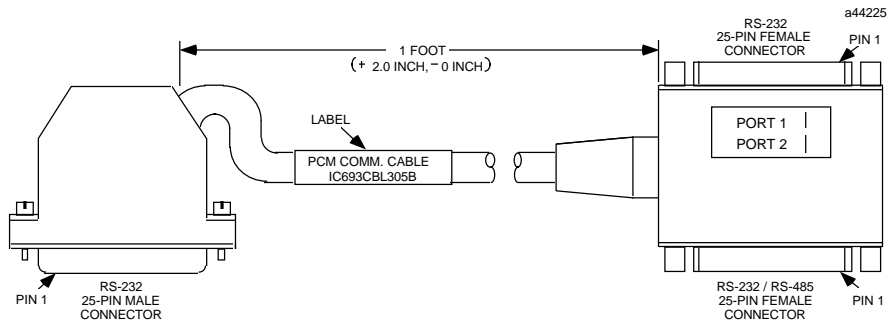 a44225
RS-232
25-PIN FEMALE
CONNECTOR
PIN 1
1 FOOT
(+ 2.0 INCH, - 0 INCH)
LABEL
PCM COMM. CABLE
IC693CBL305B
PORT 1
PORT 2
PIN 1
RS-232
25-PIN MALE
CONNECTOR
RS-232 / RS-485
25-PIN FEMALE
CONNECTOR
PIN 1